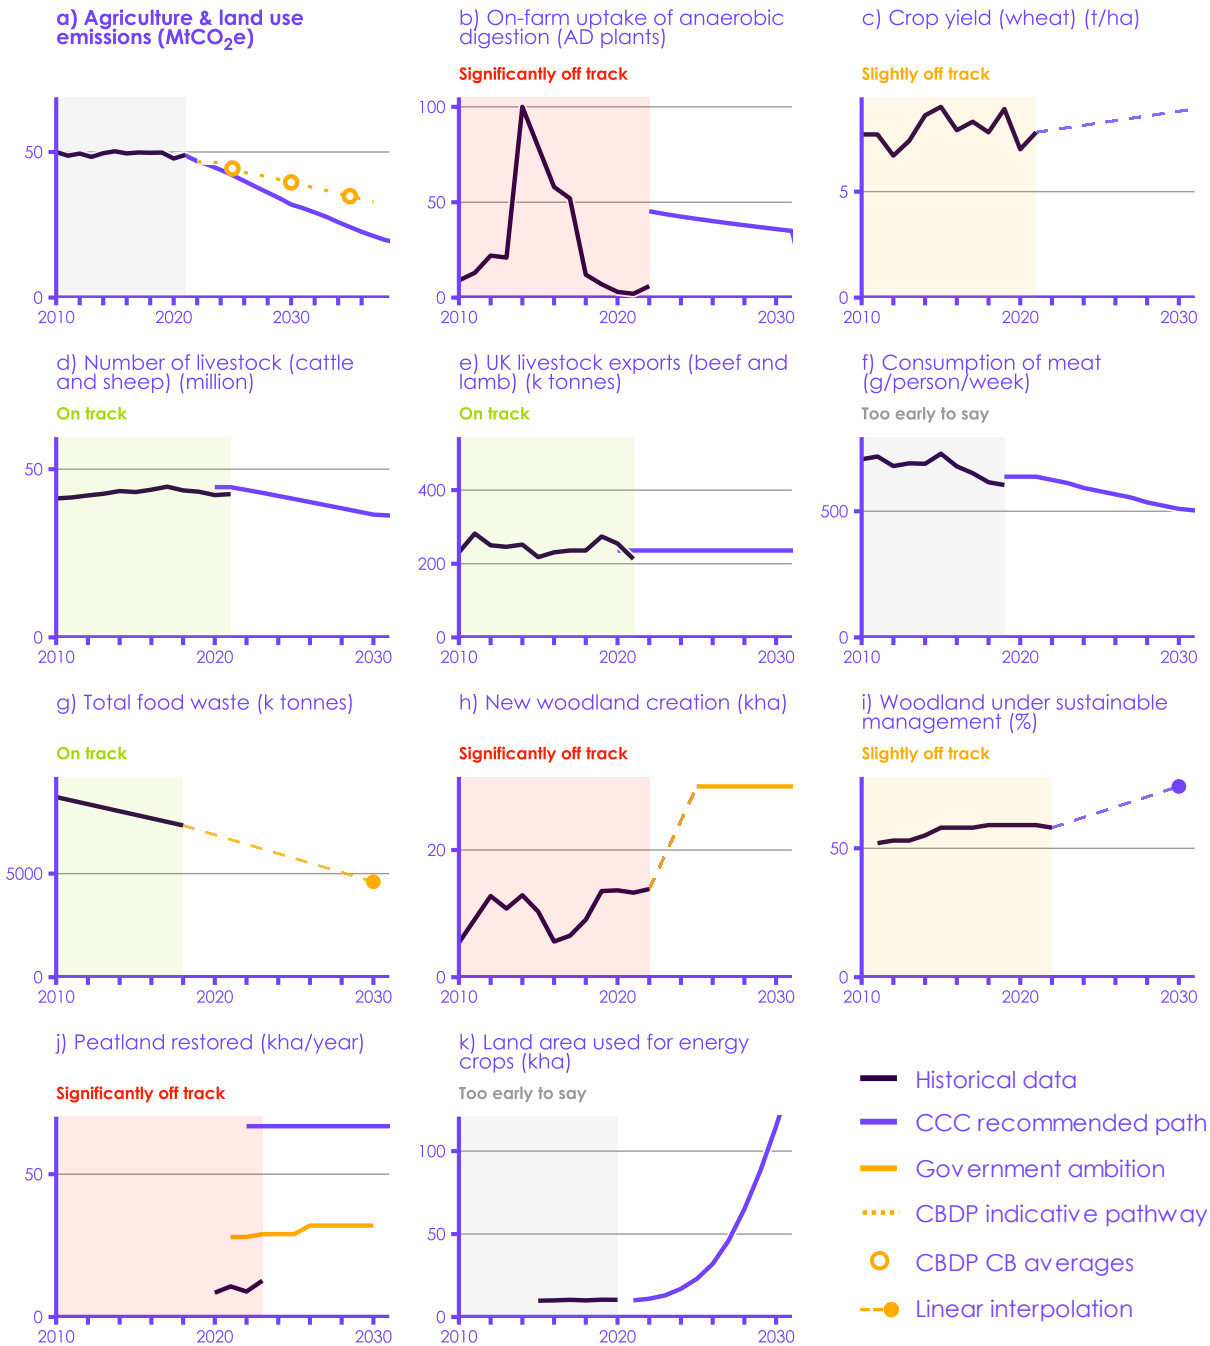 a) Agriculture & land use
emissions (MtCO₂e)
50
0
2010
2020
2030
b) On-farm uptake of anaerobic
digestion (AD plants)
Significantly off track
100
50
0
2010
2020
2030
c) Crop yield (wheat) (t/ha)
Slightly off track
5
0
2010
2020
2030
d) Number of livestock (cattle
and sheep) (million)
On track
50
0
2010
2020
2030
e) UK livestock exports (beef and
lamb) (k tonnes)
On track
400
200
0
2010
2020
2030
f) Consumption of meat
(g/person/week)
Too early to say
500
0
2010
2020
2030
g) Total food waste (k tonnes)
On track
5000
0
2010
2020
2030
h) New woodland creation (kha)
Significantly off track
20
0
2010
2020
2030
i) Woodland under sustainable
management (%)
Slightly off track
50
0
2010
2020
2030
j) Peatland restored (kha/year)
Significantly off track
50
0
2010
2020
2030
k) Land area used for energy
crops (kha)
Too early to say
100
50
0
2010
2020
2030
Historical data
CCC recommended path
Government ambition
CBDP indicative pathway
CBDP CB averages
Linear interpolation